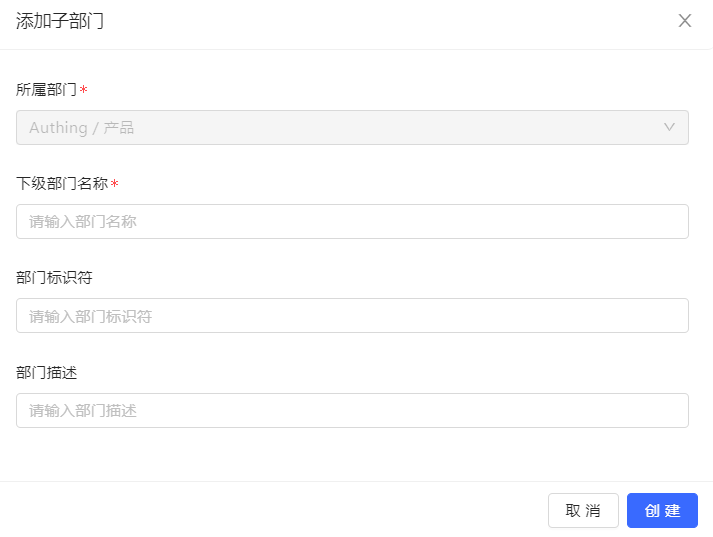 添加子部门
所属部门*
Authing / 产品
下级部门名称*
请输入部门名称
部门标识符
请输入部门标识符
部门描述
请输入部门描述
取 消
创 建